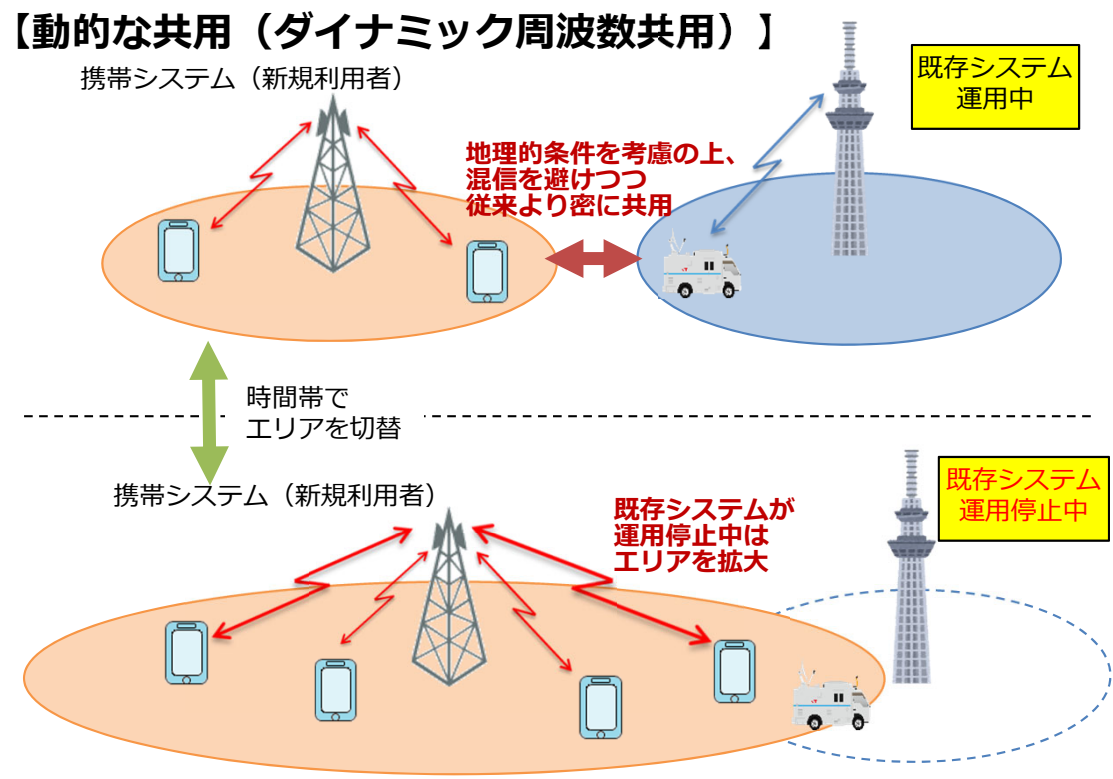 【動的な共用（ダイナミック周波数共用）】
携帯システム（新規利用者）
既存システム
運用中
地理的条件を考慮の上、
混信を避けつつ
従来より密に共用
時間帯で
エリアを切替
携帯システム（新規利用者）
既存システムが
運用停止中は
エリアを拡大
既存システム
運用停止中